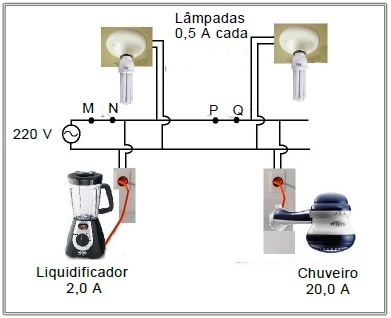 Lâmpadas
0,5 A cada
M N P Q
220 V
Liquidificador
2,0 A
Chuveiro
20,0 A